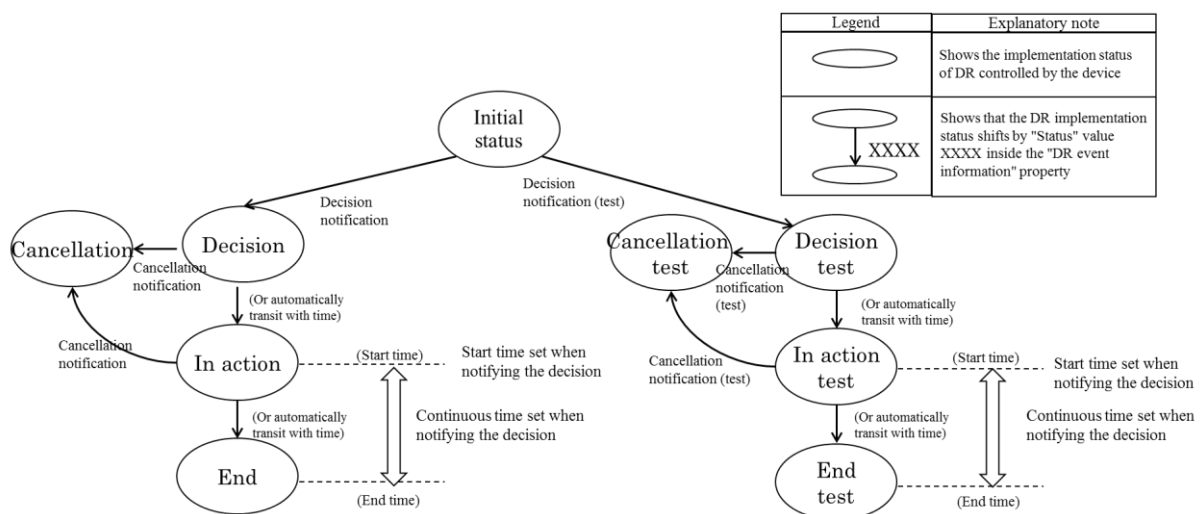 Legend
Explanatory note
Shows the implementation status
of DR controlled by the device
XXXX
Shows that the DR implementation
status shifts by "Status" value
XXXX inside the "DR event
information" property
Initial
status
Decision
notification
Decision
notification (test)
Cancellation
Decision
Cancellation
notification
(Or automatically
transit with time)
Cancellation
notification
In action
(Start time)
Start time set when
notifying the decision
(Or automatically
transit with time)
Continuous time set when
notifying the decision
End
(End time)
Cancellation
test
Decision
test
Cancellation
notification
(test)
(Or automatically
transit with time)
Cancellation
notification (test)
In action
test
(Start time)
Start time set when
notifying the decision
(Or automatically
transit with time)
Continuous time set when
notifying the decision
End
test
(End time)